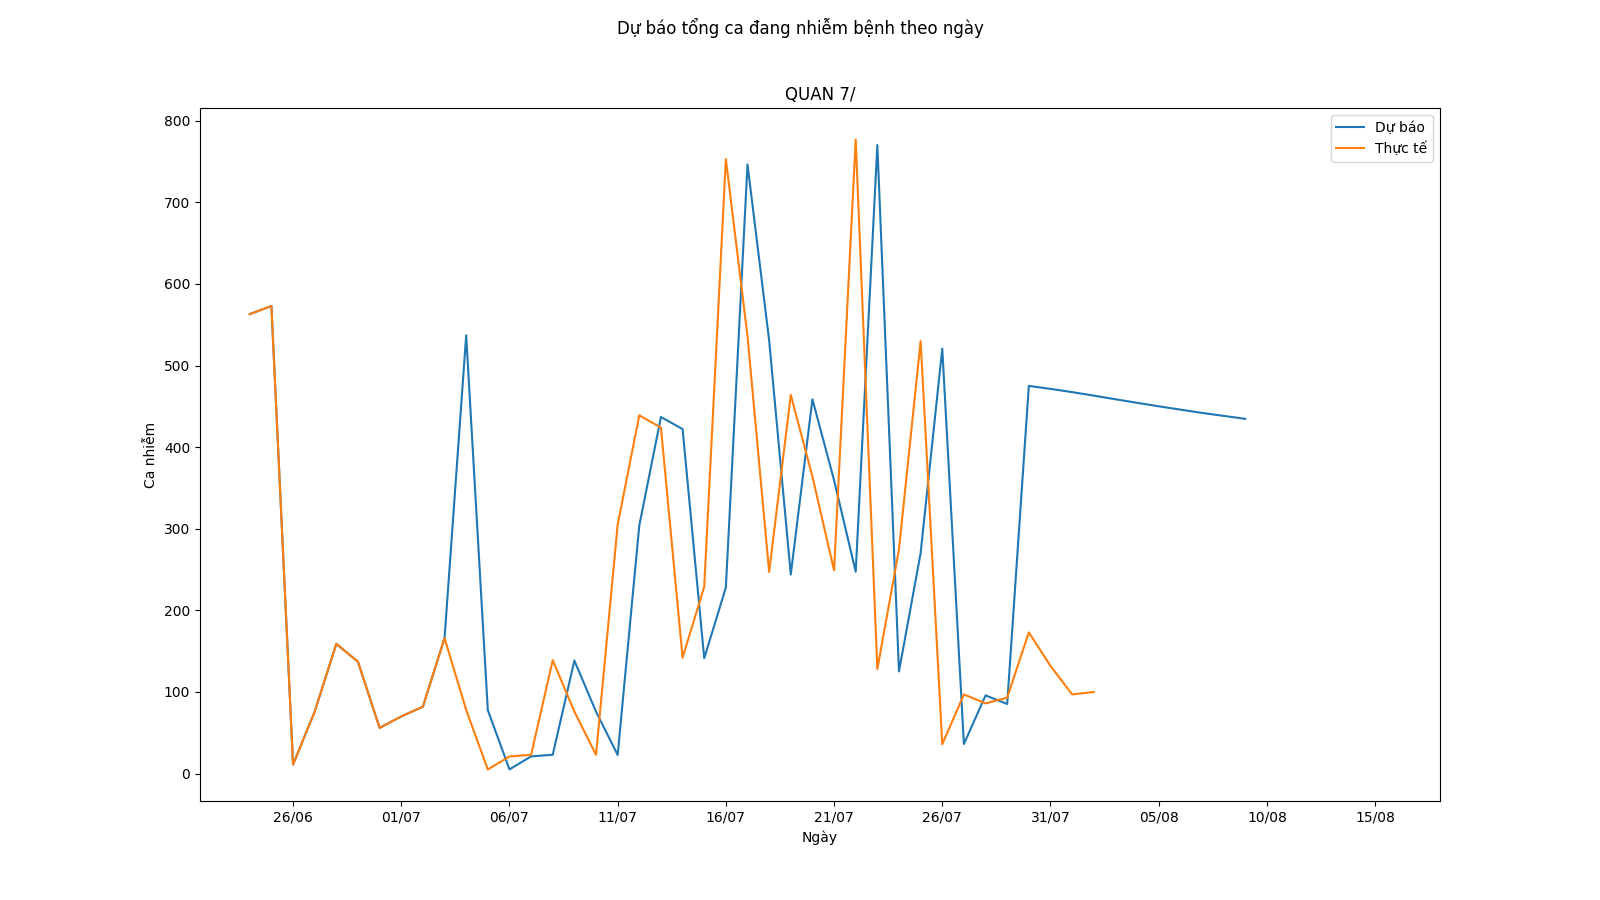 Dự báo tổng ca đang nhiễm bệnh theo ngày
QUAN 7/
800
700
600
500
400
300
200
100
0
Ca nhiễm
Dự báo
Thực tế
26/06 01/07 06/07 11/07 16/07 21/07 26/07 31/07 05/08 10/08 15/08
Ngày